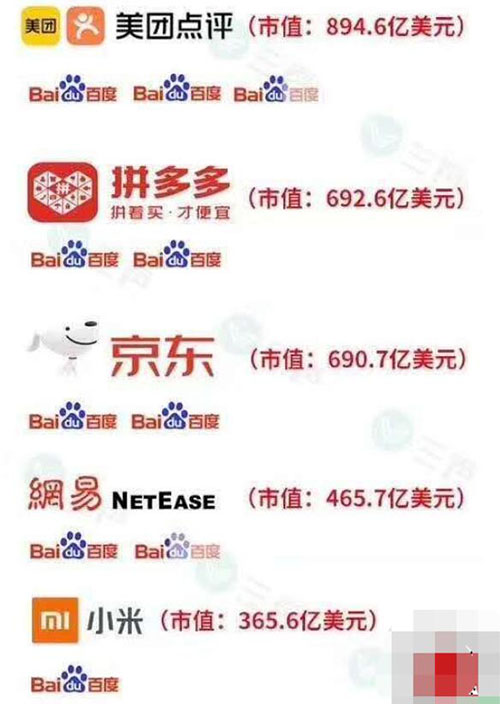 美团 美团点评 (市值：894.6亿美元)
Baidu百度 Baidu百度 Baidu百度
拼 拼多多 (市值：692.6亿美元)
拼着买·才便宜
Baidu百度 Baidu百度
京东 (市值：690.7亿美元)
Baidu百度 Baidu百度
網易 NETEASE (市值：465.7亿美元)
Baidu百度 Baidu百度
mi 小米 (市值：365.6亿美元)
Baidu百度